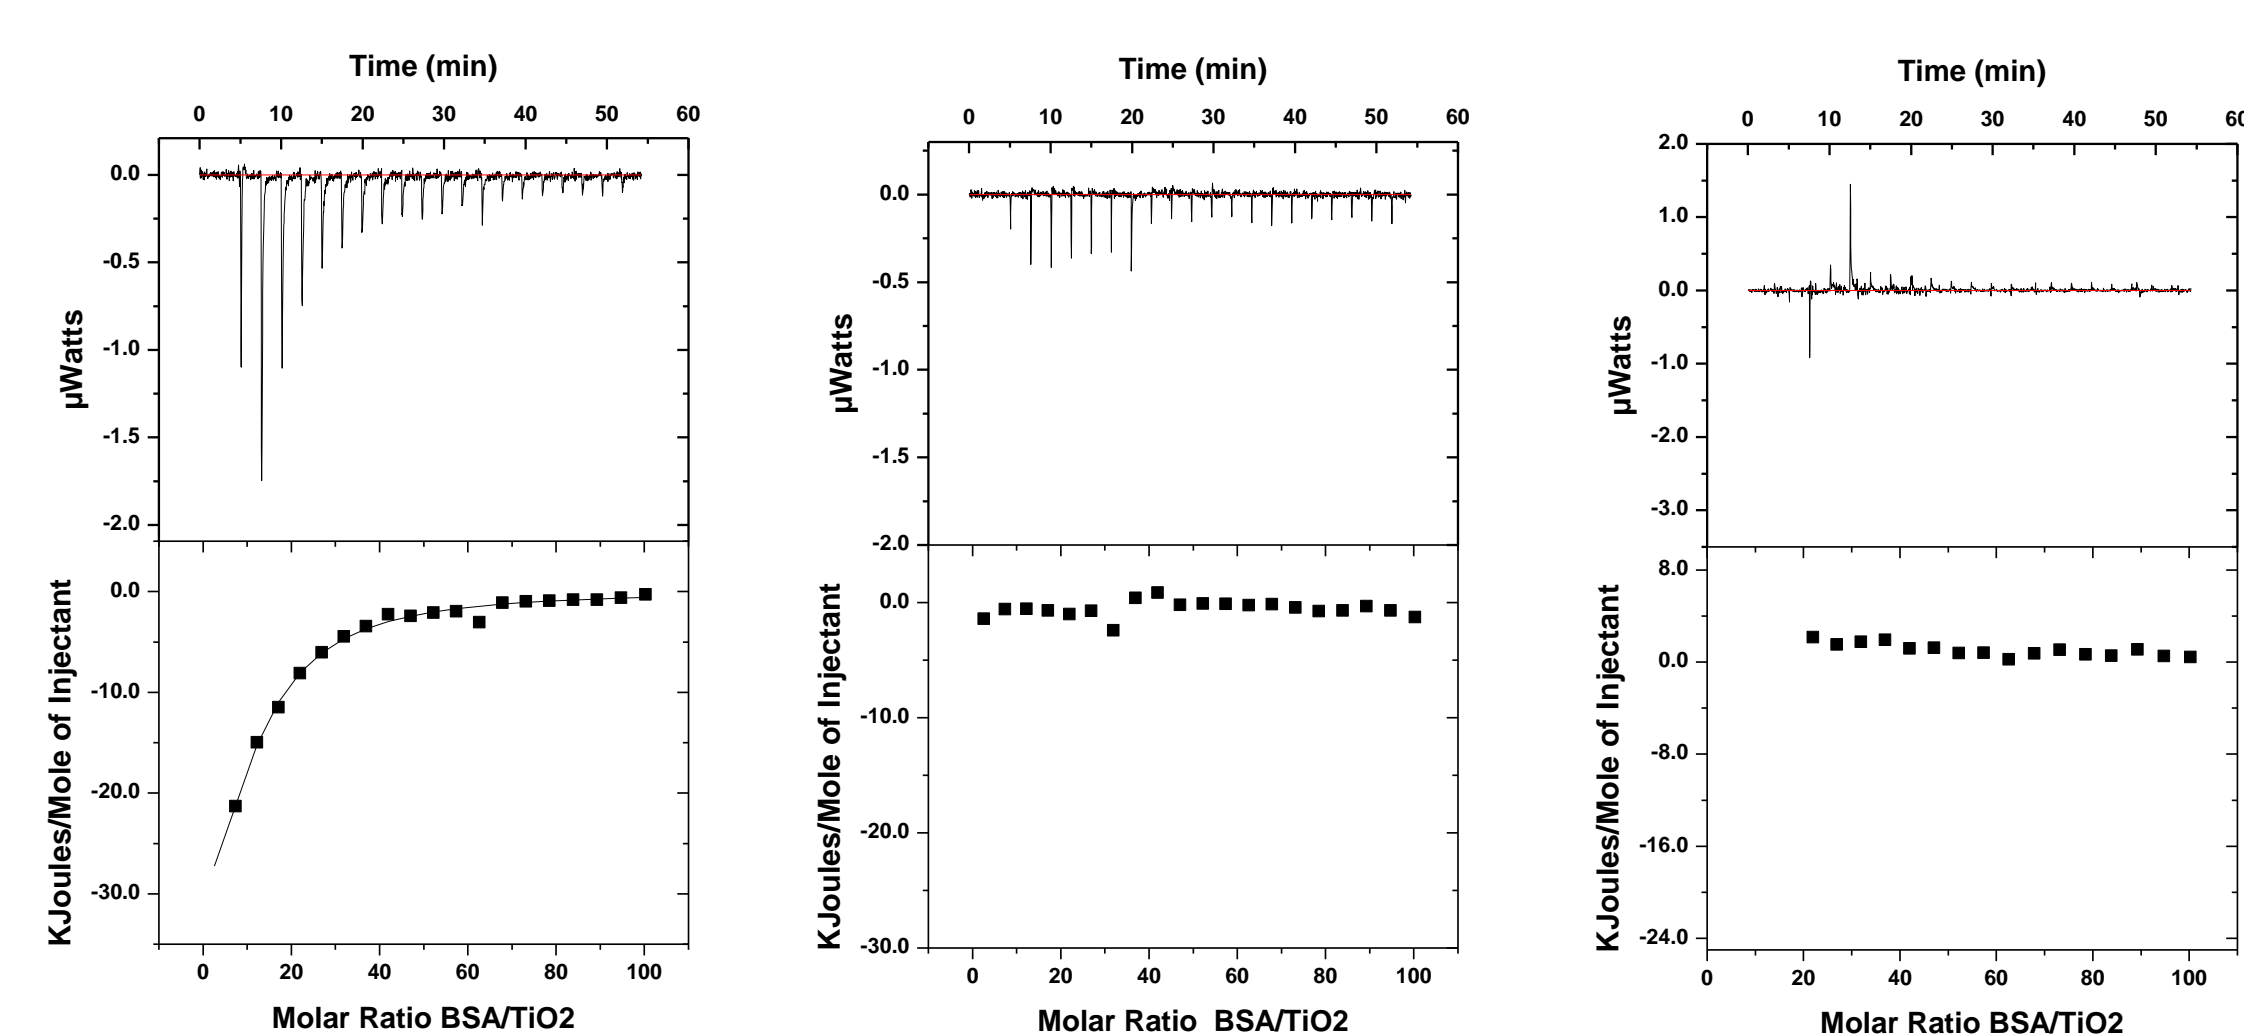 Time (min)
0 10 20 30 40 50 60
0.0
-0.5
-1.0
-1.5
-2.0
µWatts
0.0
-10.0
-20.0
-30.0
KJoules/Mole of Injectant
0 20 40 60 80 100
Molar Ratio BSA/TiO2
Time (min)
0 10 20 30 40 50 60
0.0
-0.5
-1.0
-1.5
-2.0
µWatts
0.0
-10.0
-20.0
-30.0
KJoules/Mole of Injectant
0 20 40 60 80 100
Molar Ratio BSA/TiO2
Time (min)
0 10 20 30 40 50 60
2.0
1.0
0.0
-1.0
-2.0
-3.0
µWatts
8.0
0.0
-8.0
-16.0
-24.0
KJoules/Mole of Injectant
0 20 40 60 80 100
Molar Ratio BSA/TiO2